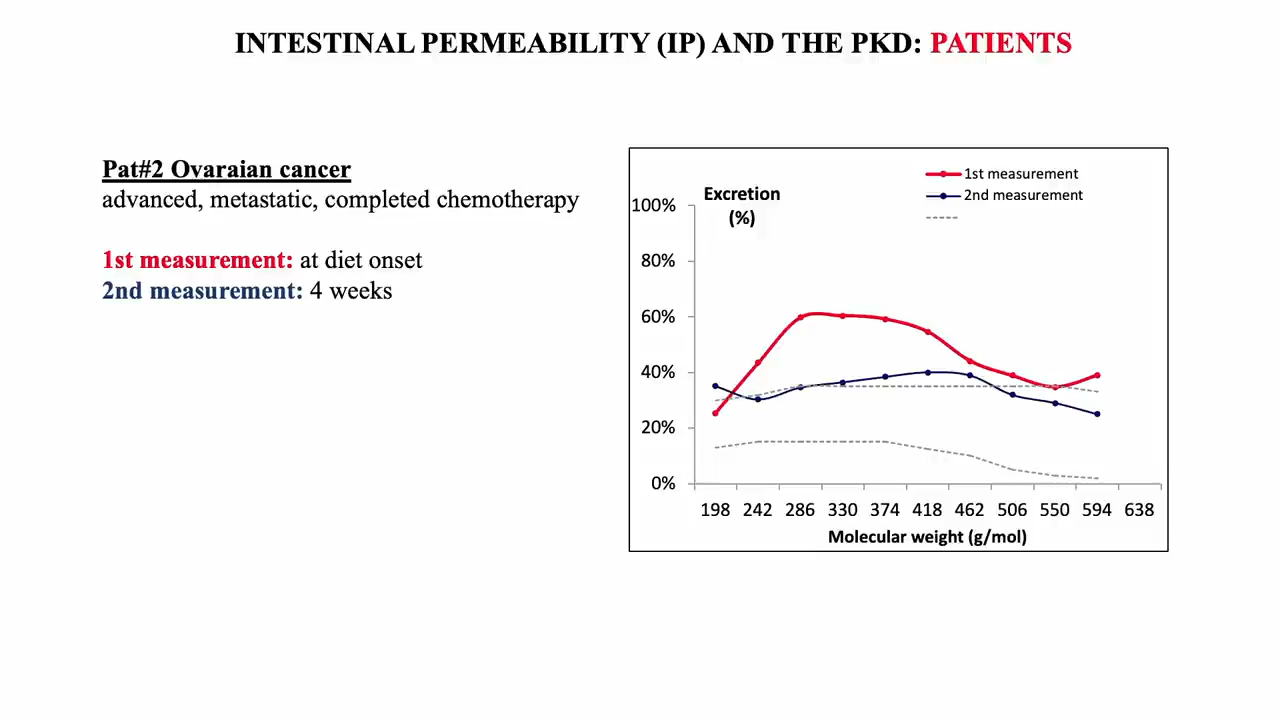 INTESTINAL PERMEABILITY (IP) AND THE PKD: PATIENTS
Pat#2 Ovaraian cancer
advanced, metastatic, completed chemotherapy
1st measurement: at diet onset
2nd measurement: 4 weeks
1st measurement
2nd measurement
Excretion
(%)
100%
80%
60%
40%
20%
0%
198 242 286 330 374 418 462 506 550 594 638
Molecular weight (g/mol)